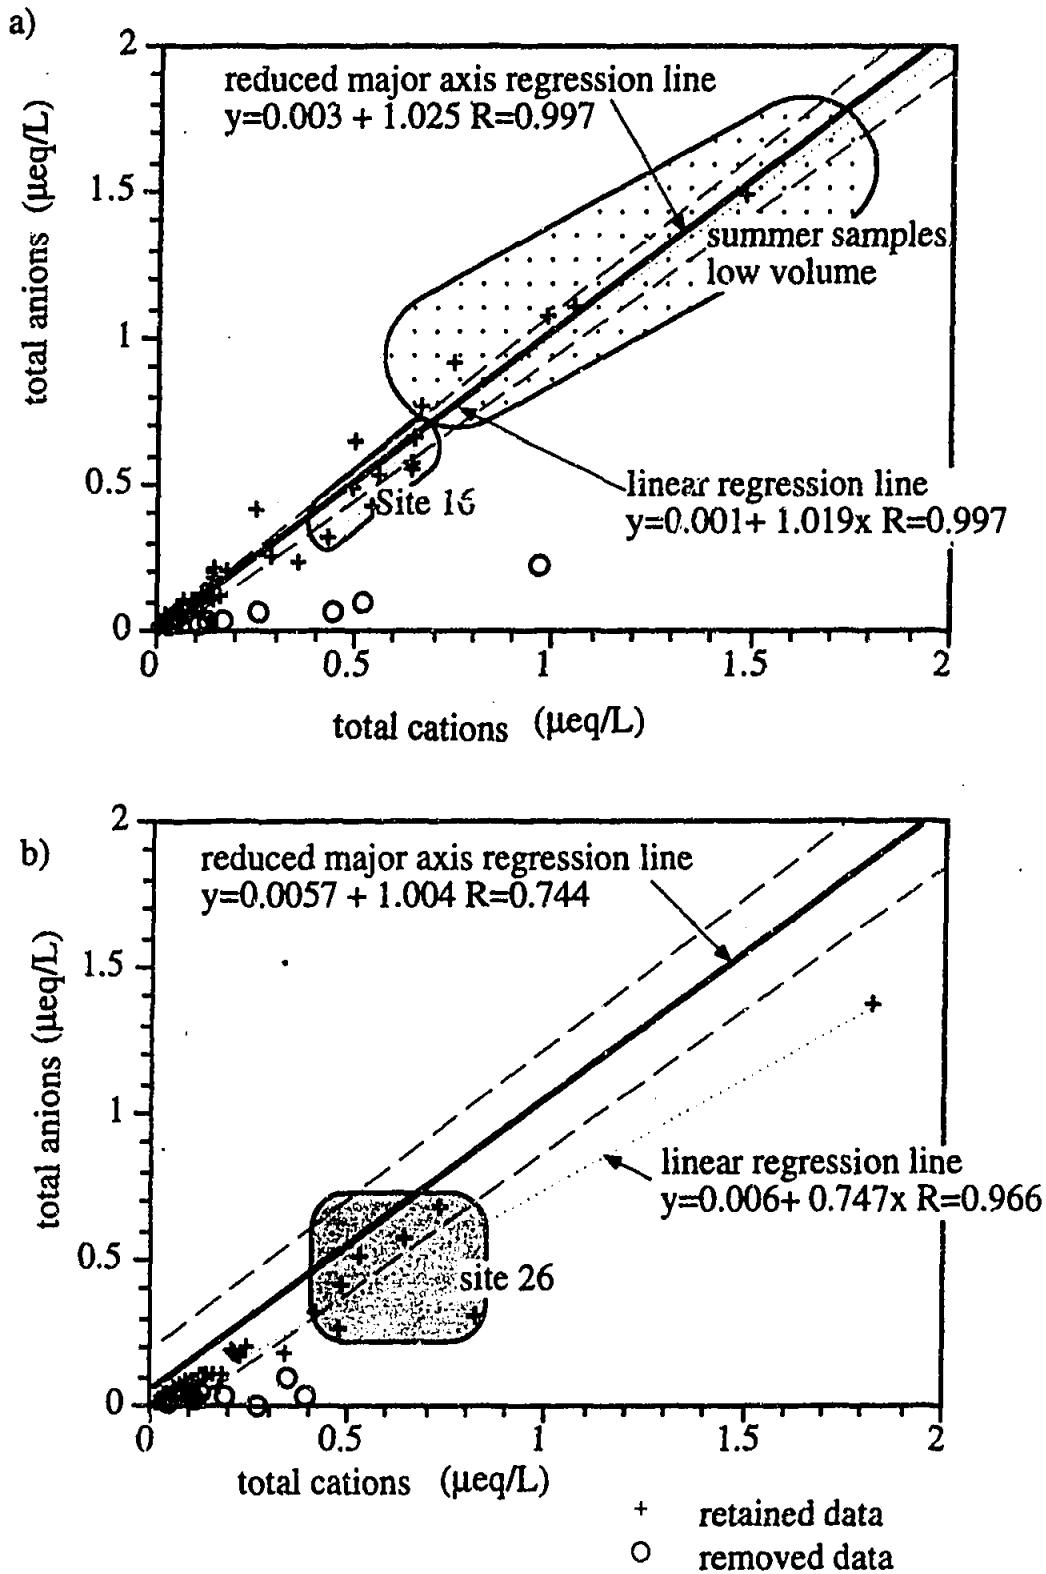 a)
2
reduced major axis regression line
y=0.003 + 1.025 R=0.997
1.5
total anions (µeq/L)
summer samples
low volume
1
0.5
Site 16
linear regression line
y=0.001+ 1.019x R=0.997
0
0 0.5 1 1.5 2
total cations (µeq/L)
b)
2
reduced major axis regression line
y=0.0057 + 1.004 R=0.744
1.5
total anions (µeq/L)
1
linear regression line
y=0.006+ 0.747x R=0.966
0.5
site 26
0
0 0.5 1 1.5 2
total cations (µeq/L)
+ retained data
O removed data